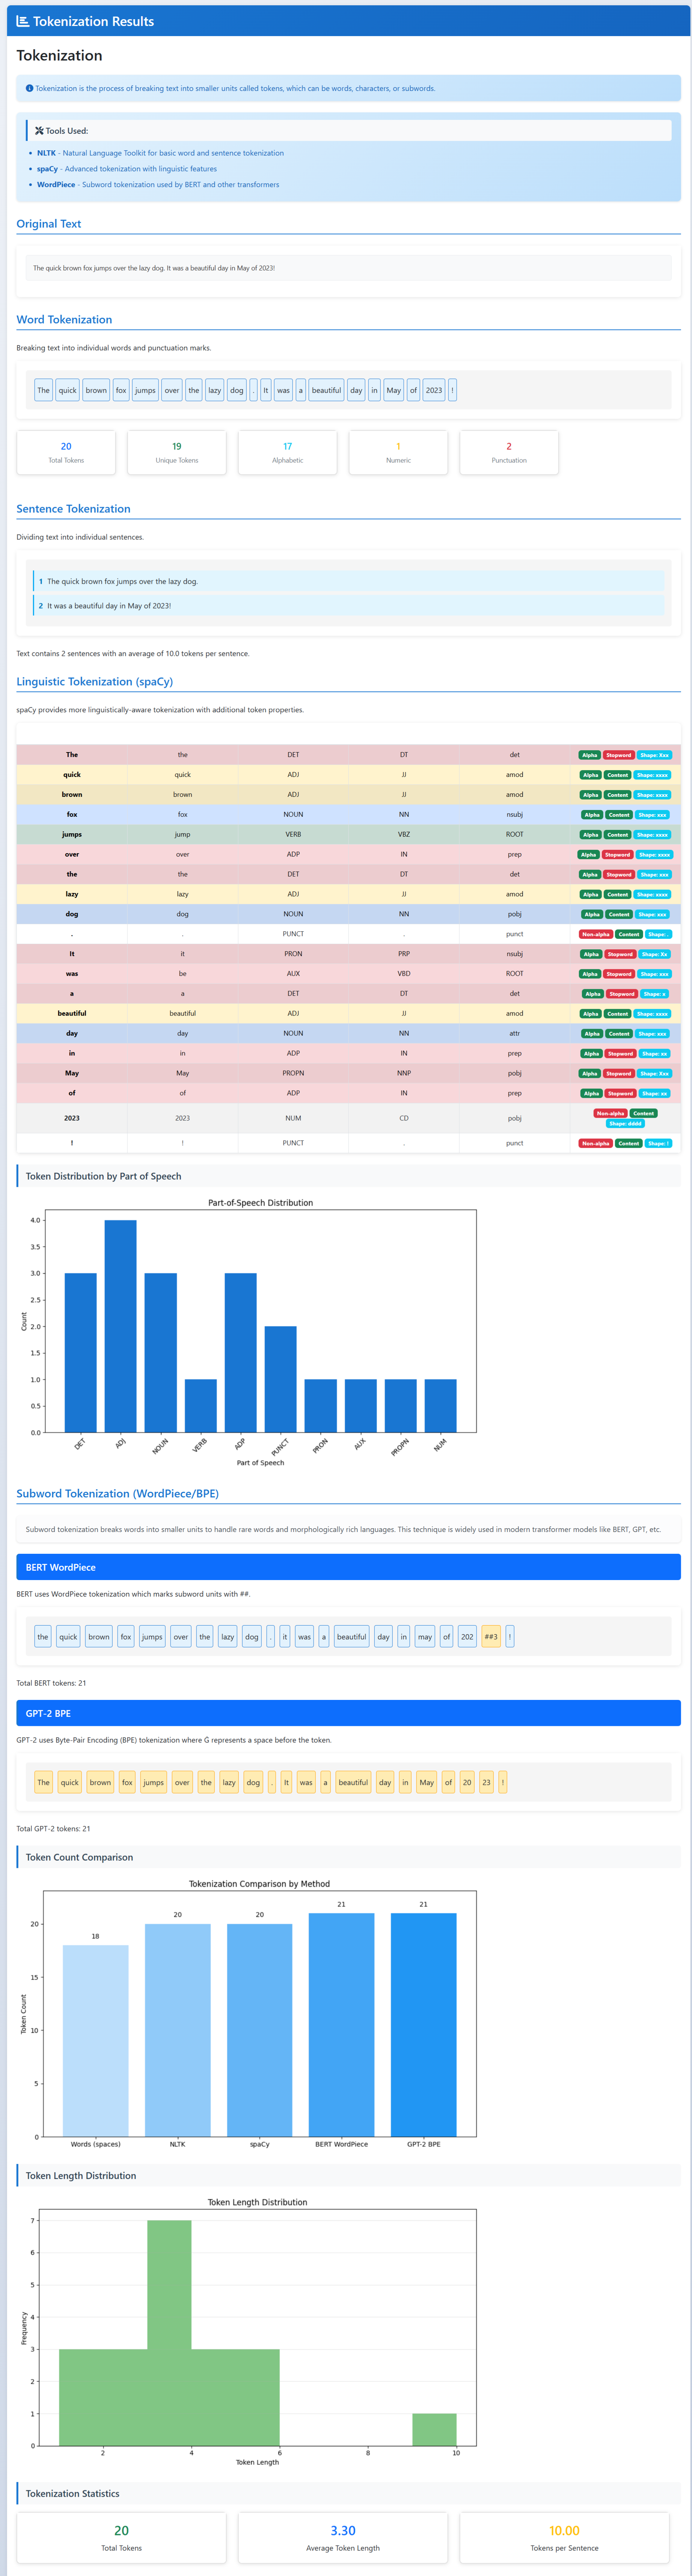 Tokenization Results
Tokenization
Tokenization is the process of breaking text into smaller units called tokens, which can be words, characters, or subwords.
Tools Used:
NLTK - Natural Language Toolkit for basic word and sentence tokenization
spaCy - Advanced tokenization with linguistic features
WordPiece - Subword tokenization used by BERT and other transformers
Original Text
The quick brown fox jumps over the lazy dog. It was a beautiful day in May of 2023!
Word Tokenization
Breaking text into individual words and punctuation marks.
The quick brown fox jumps over the lazy dog . It was a beautiful day in May of 2023 !
20 19 17 1 2
Total Tokens Unique Tokens Alphabetic Numeric Punctuation
Sentence Tokenization
Dividing text into individual sentences.
1 The quick brown fox jumps over the lazy dog.
2 It was a beautiful day in May of 2023!
Text contains 2 sentences with an average of 10.0 tokens per sentence.
Linguistic Tokenization (spaCy)
spaCy provides more linguistically-aware tokenization with additional token properties.
The the DET DT det Alpha Stopword Shape: Xxx
quick quick ADJ JJ amod Alpha Content Shape: xxxx
brown brown ADJ JJ amod Alpha Content Shape: xxxx
fox fox NOUN NN nsubj Alpha Content Shape: xxx
jumps jump VERB VBZ ROOT Alpha Content Shape: xxxx
over over ADP IN prep Alpha Stopword Shape: xxxx
the the DET DT det Alpha Stopword Shape: xxx
lazy lazy ADJ JJ amod Alpha Content Shape: xxxx
dog dog NOUN NN pobj Alpha Content Shape: xxx
. . PUNCT . punct Non-alpha Content Shape: .
It it PRON PRP nsubj Alpha Stopword Shape: Xx
was be AUX VBD ROOT Alpha Stopword Shape: xxx
a a DET DT det Alpha Stopword Shape: x
beautiful beautiful ADJ JJ amod Alpha Content Shape: xxxx
day day NOUN NN attr Alpha Content Shape: xxx
in in ADP IN prep Alpha Stopword Shape: xx
May May PROPN NNP pobj Alpha Stopword Shape: Xxx
of of ADP IN prep Alpha Stopword Shape: xx
2023 2023 NUM CD pobj Non-alpha Content
Shape: dddd
! ! PUNCT . punct Non-alpha Content Shape: !
Token Distribution by Part of Speech
Part-of-Speech Distribution
4.0
3.5
3.0
2.5
2.0
1.5
1.0
0.5
0.0
Count
DET ADJ NOUN VERB ADP PUNCT PRON AUX PROPN NUM
Part of Speech
Subword Tokenization (WordPiece/BPE)
Subword tokenization breaks words into smaller units to handle rare words and morphologically rich languages. This technique is widely used in modern transformer models like BERT, GPT, etc.
BERT WordPiece
BERT uses WordPiece tokenization which marks subword units with ##.
the quick brown fox jumps over the lazy dog . it was a beautiful day in may of 202 ##3 !
Total BERT tokens: 21
GPT-2 BPE
GPT-2 uses Byte-Pair Encoding (BPE) tokenization where Ġ represents a space before the token.
The quick brown fox jumps over the lazy dog . It was a beautiful day in May of 20 23 !
Total GPT-2 tokens: 21
Token Count Comparison
Tokenization Comparison by Method
18 20 20 21 21
20
15
10
5
0
Token Count
Words (spaces) NLTK spaCy BERT WordPiece GPT-2 BPE
Token Length Distribution
Token Length Distribution
7
6
5
4
3
2
1
0
Frequency
2 4 6 8 10
Token Length
Tokenization Statistics
20 3.30 10.00
Total Tokens Average Token Length Tokens per Sentence